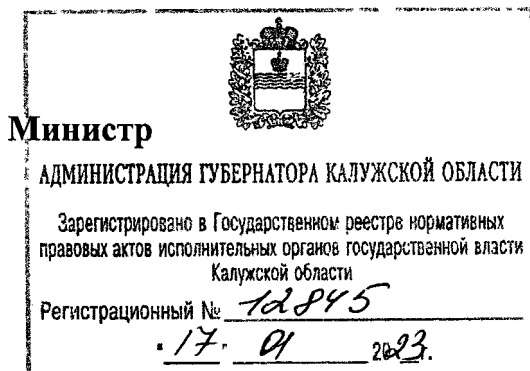 Министр
АДМИНИСТРАЦИЯ ГУБЕРНАТОРА КАЛУЖСКОЙ ОБЛАСТИ
Зарегистрировано в Государственном реестре нормативных
правовых актов исполнительных органов государственной власти
Калужской области
Регистрационный № 12845
"17" 01 2023г.